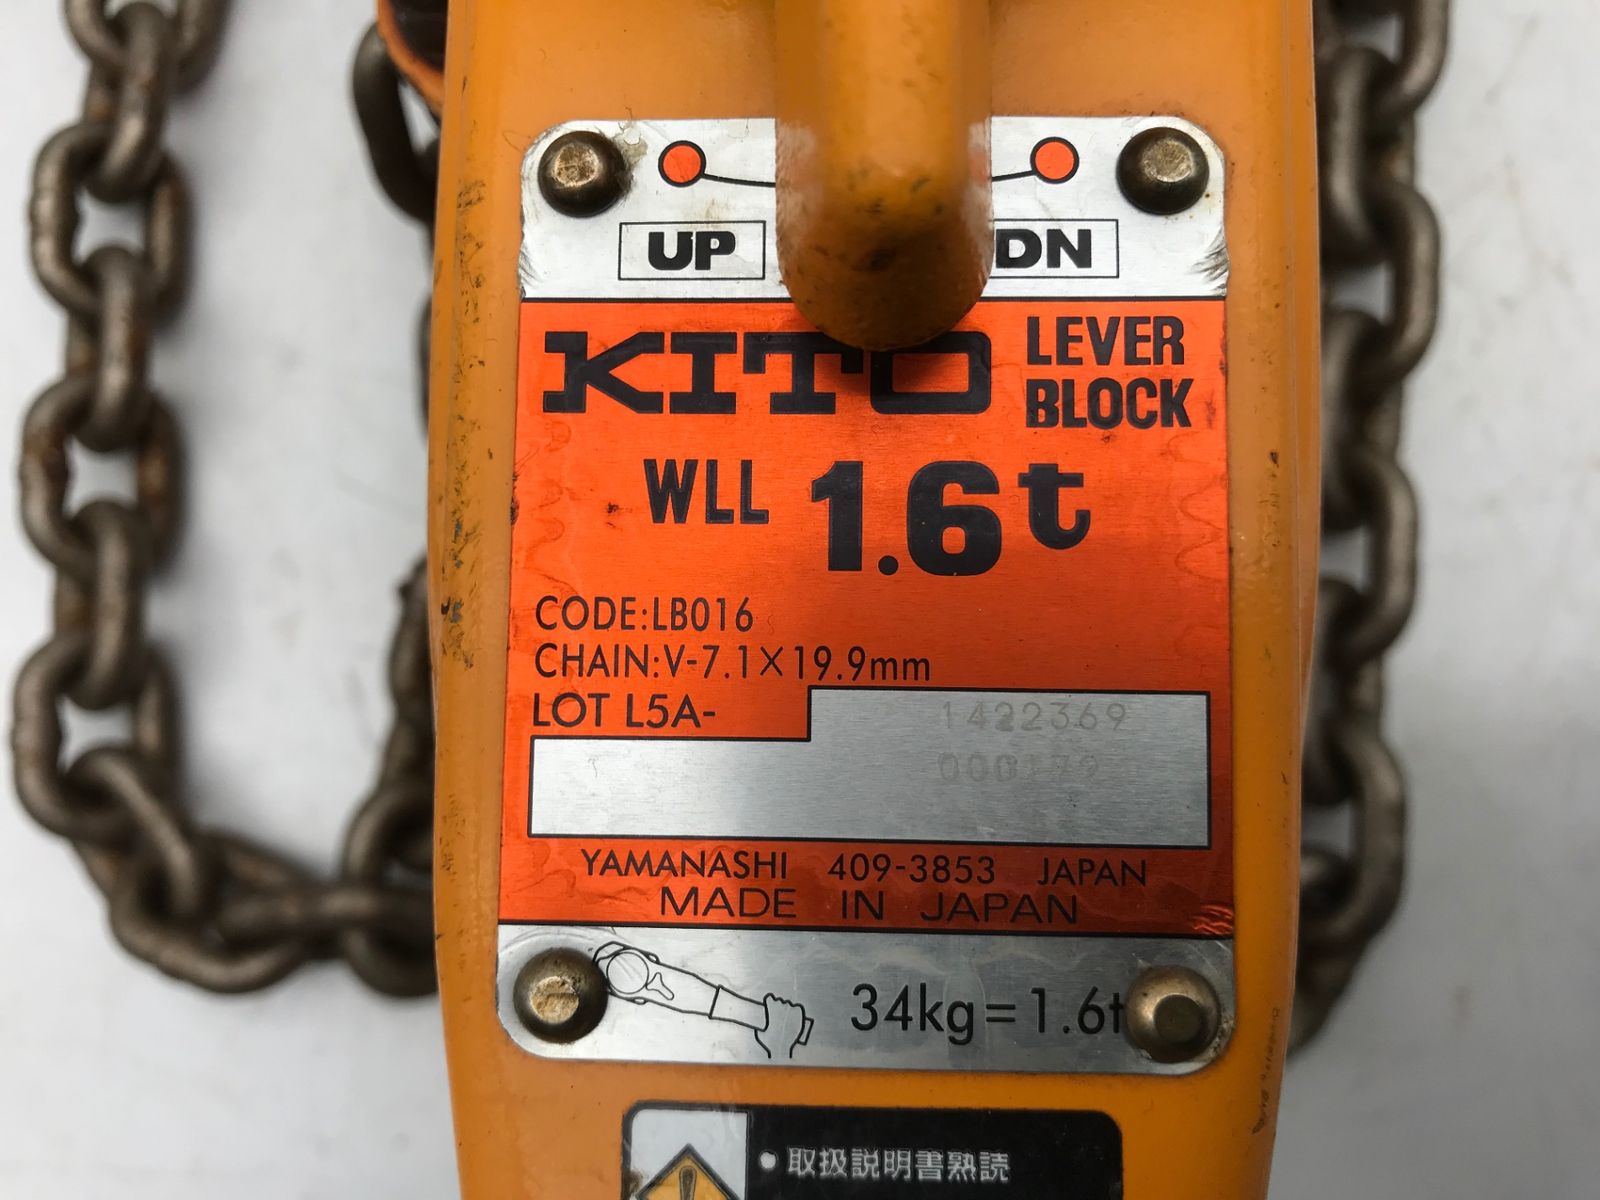 UP DN
KITO LEVER BLOCK
WLL 1.6t
CODE:LB016
CHAIN:V-7.1×19.9mm
LOT L5A- 1422369
YAMANASHI 409-3853 JAPAN
MADE IN JAPAN
34kg=1.6t
●取扱説明書熟読